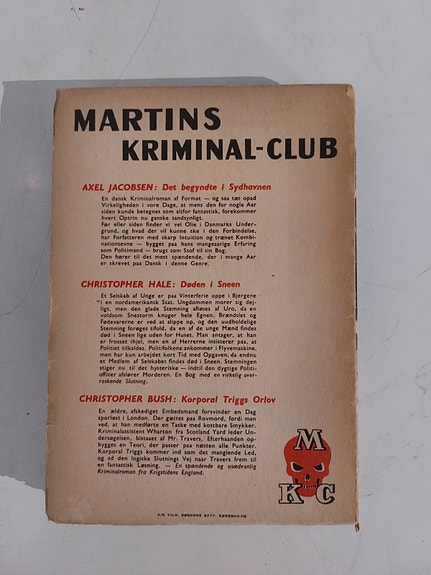 MARTINS
KRIMINAL-CLUB
AXEL JACOBSEN: Det begyndte i Sydhavnen
En dansk Kriminalroman af Format — og saa tæt opad
Virkeligheden i vore Dage, at mens den for nogle Aar
siden kunde betegnes som altfor fantastisk, forekommer
hvert Optrin nu ganske sandsynligt.
Før eller siden finder vi vel Olie i Danmarks Under-
grund, og hvad der vil kunne ske i den Forbindelse,
har Forfatteren med skarp Intuition og trænet Kombi-
nationsevne — bygget paa hans mangeaarige Erfaring
som Politimand — brugt som Stof til sin Bog.
Den hører til det mest spændende, der i mange Aar
er skrevet paa Dansk i denne Genre.
CHRISTOPHER HALE: Døden i Sneen
Et Selskab af Unge er paa Vinterferie oppe i Bjergene
i en nordamerikansk Stat. Ungdommen morer sig dej-
ligt, men den glade Stemning afløses af Uro, da en
voldsom Snestorm knuger hele Egnen. Brændslet og
Fødevarerne er ved at slippe op, og den uudholdelige
Stemning forøges tifold, da en af de unge Mænd findes
død i Sneen lige uden for Huset. Man antager, at han
er frosset ihjel, men en af Herrerne insisterer paa, at
Politiet tilkaldes. Politifolkene ankommer i Flyvemaskine,
men har kun arbejdet kort Tid med Opgaven, da endnu
et Medlem af Selskabet findes død i Sneen. Stemningen
stiger nu til det hysteriske — indtil den dygtige Politi-
officer afslører Morderen. En Bog med en virkelig over-
raskende Slutning.
CHRISTOPHER BUSH: Korporal Triggs Orlov
En ældre, afskediget Embedsmand forsvinder en Dag
sporløst i London. Der gættes paa Rovmord, fordi man
ved, at han medførte en Taske med kostbare Smykker.
Kriminalassistent Wharton fra Scotland Yard leder Un-
dersøgelsen, bistaaet af Mr. Travers. Efterhaanden op-
bygges en Teori, der passer paa næsten alle Punkter.
Korporal Triggs kommer ind som det manglende Led,
og ad den logiske Slutnings Vej naar Travers frem til
en fantastisk Løsning. — En spændende og usædvanlig
Kriminalroman fra Krigstidens England.
M
K C
A/S VILH. SØBORGS EFTF. KØBENHAVN